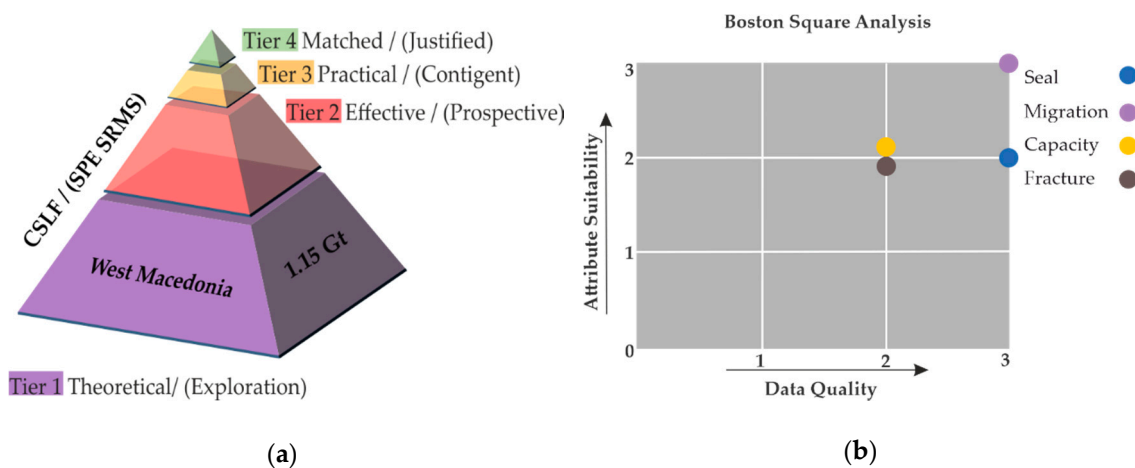 Tier 4 Matched / (Justified)
Tier 3 Practical / (Contigent)
Tier 2 Effective / (Prospective)
CSLF / (SPE SRMS)
West Macedonia
1.15 Gt
Tier 1 Theoretical/ (Exploration)
(a)
Boston Square Analysis
Attribute Suitability
3
2
1
0
1
2
3
Data Quality
Seal
Migration
Capacity
Fracture
(b)